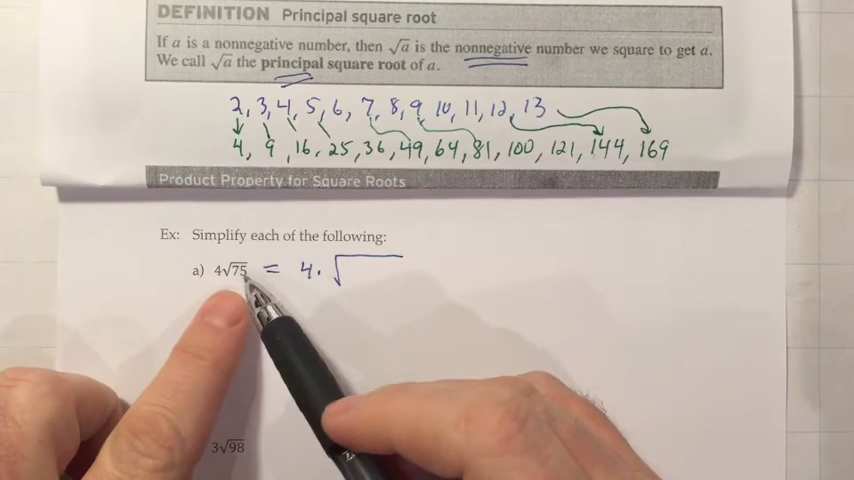 DEFINITION Principal square root
If a is a nonnegative number, then √a is the nonnegative number we square to get a.
We call √a the principal square root of a.
2, 3, 4, 5, 6, 7, 8, 9, 10, 11, 12, 13
4, 9, 16, 25, 36, 49, 64, 81, 100, 121, 144, 169
Product Property for Square Roots
Ex: Simplify each of the following:
a) 4√75 = 4·√
3√98